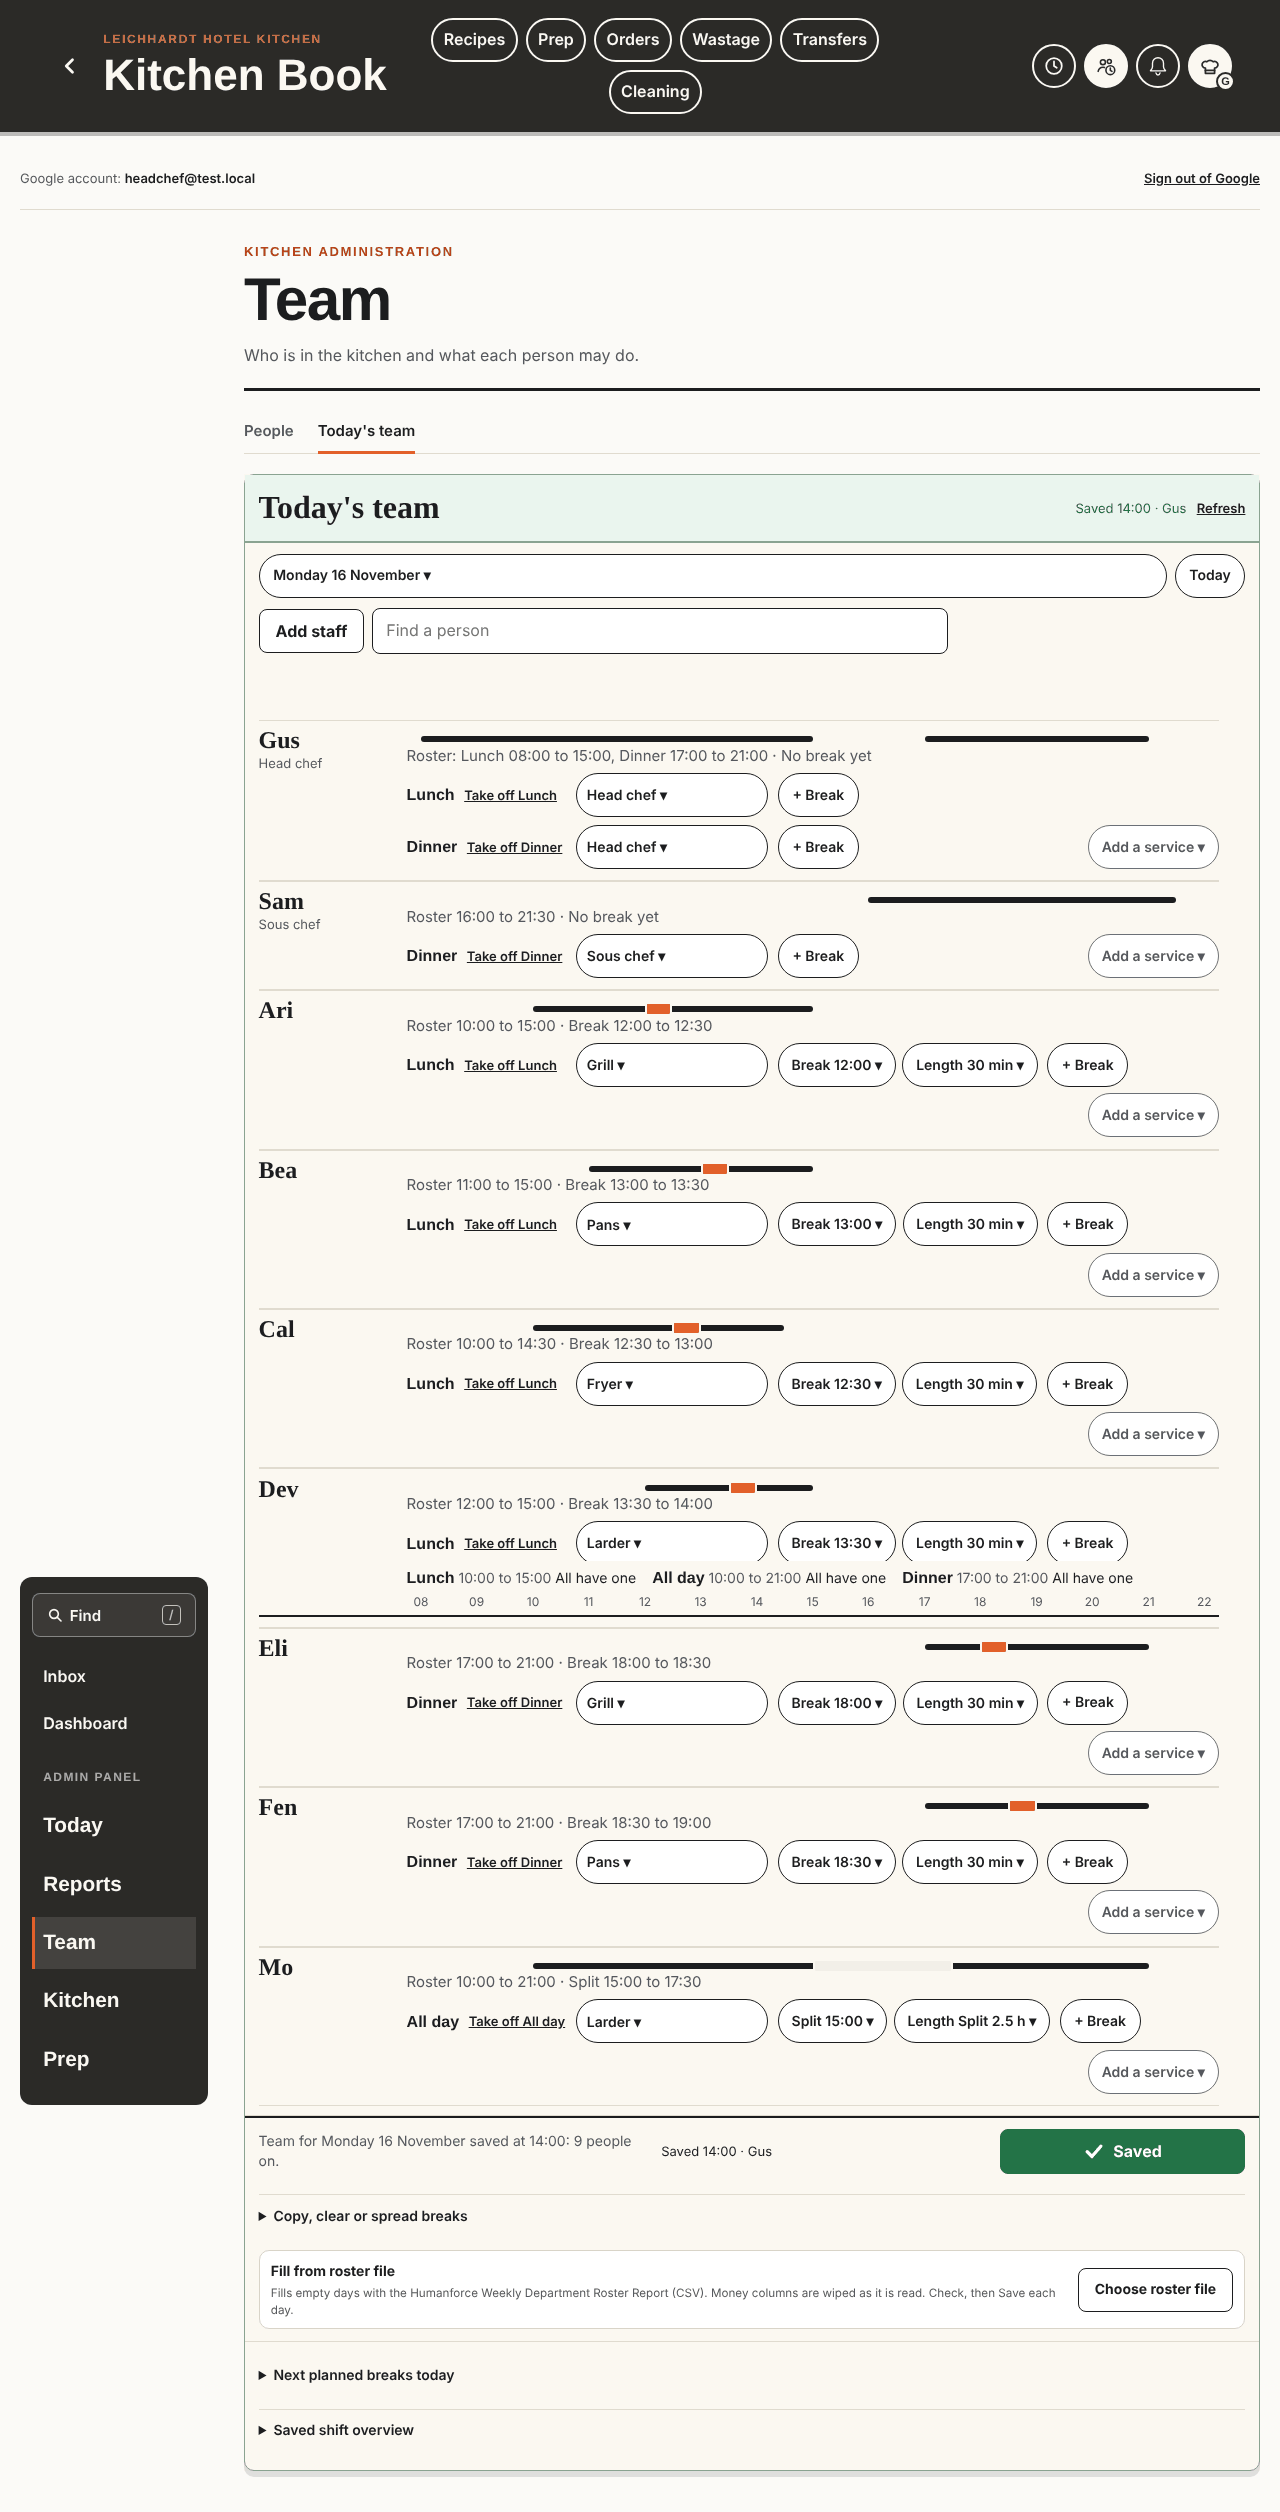 LEICHHARDT HOTEL KITCHEN
Kitchen Book
Recipes Prep Orders Wastage Transfers
Cleaning
G
Google account: headchef@test.local Sign out of Google
KITCHEN ADMINISTRATION
Team
Who is in the kitchen and what each person may do.
People Today's team
Today's team Saved 14:00 · Gus Refresh
Monday 16 November ▾ Today
Add staff Find a person
Gus
Head chef
Roster: Lunch 08:00 to 15:00, Dinner 17:00 to 21:00 · No break yet
Lunch Take off Lunch Head chef ▾ + Break
Dinner Take off Dinner Head chef ▾ + Break Add a service ▾
Sam
Sous chef
Roster 16:00 to 21:30 · No break yet
Dinner Take off Dinner Sous chef ▾ + Break Add a service ▾
Ari
Roster 10:00 to 15:00 · Break 12:00 to 12:30
Lunch Take off Lunch Grill ▾ Break 12:00 ▾ Length 30 min ▾ + Break
Add a service ▾
Bea
Roster 11:00 to 15:00 · Break 13:00 to 13:30
Lunch Take off Lunch Pans ▾ Break 13:00 ▾ Length 30 min ▾ + Break
Add a service ▾
Cal
Roster 10:00 to 14:30 · Break 12:30 to 13:00
Lunch Take off Lunch Fryer ▾ Break 12:30 ▾ Length 30 min ▾ + Break
Add a service ▾
Dev
Roster 12:00 to 15:00 · Break 13:30 to 14:00
Lunch Take off Lunch Larder ▾ Break 13:30 ▾ Length 30 min ▾ + Break
Lunch 10:00 to 15:00 All have one All day 10:00 to 21:00 All have one Dinner 17:00 to 21:00 All have one
08 09 10 11 12 13 14 15 16 17 18 19 20 21 22
Eli
Roster 17:00 to 21:00 · Break 18:00 to 18:30
Dinner Take off Dinner Grill ▾ Break 18:00 ▾ Length 30 min ▾ + Break
Add a service ▾
Fen
Roster 17:00 to 21:00 · Break 18:30 to 19:00
Dinner Take off Dinner Pans ▾ Break 18:30 ▾ Length 30 min ▾ + Break
Add a service ▾
Mo
Roster 10:00 to 21:00 · Split 15:00 to 17:30
All day Take off All day Larder ▾ Split 15:00 ▾ Length Split 2.5 h ▾ + Break
Add a service ▾
Team for Monday 16 November saved at 14:00: 9 people
on.
Saved 14:00 · Gus
Saved
Copy, clear or spread breaks
Fill from roster file
Fills empty days with the Humanforce Weekly Department Roster Report (CSV). Money columns are wiped as it is read. Check, then Save each
day.
Choose roster file
Next planned breaks today
Saved shift overview
Find /
Inbox
Dashboard
ADMIN PANEL
Today
Reports
Team
Kitchen
Prep